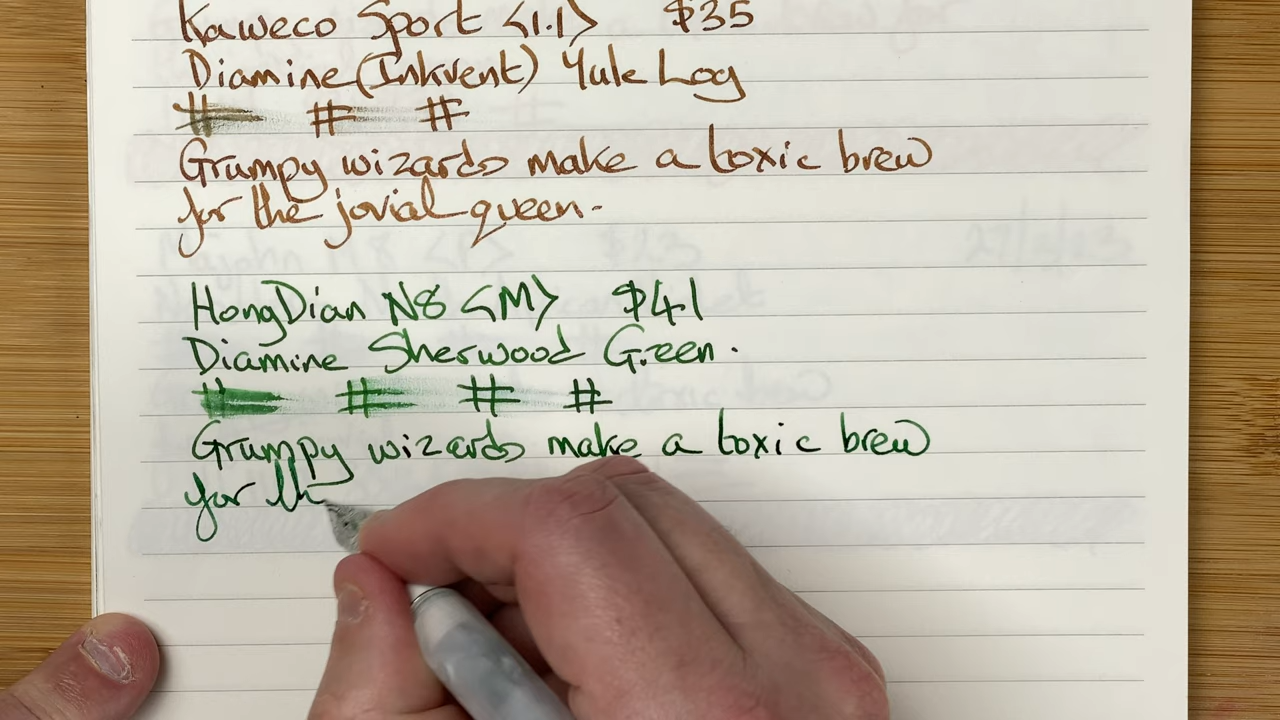 Kaweco Sport <1.1> $35
Diamine (Inkvent) Yule Log
# # #
Grumpy wizards make a toxic brew
for the jovial queen.
HongDian N8 <M> $41
Diamine Sherwood Green.
# # # #
Grumpy wizards make a toxic brew
for th